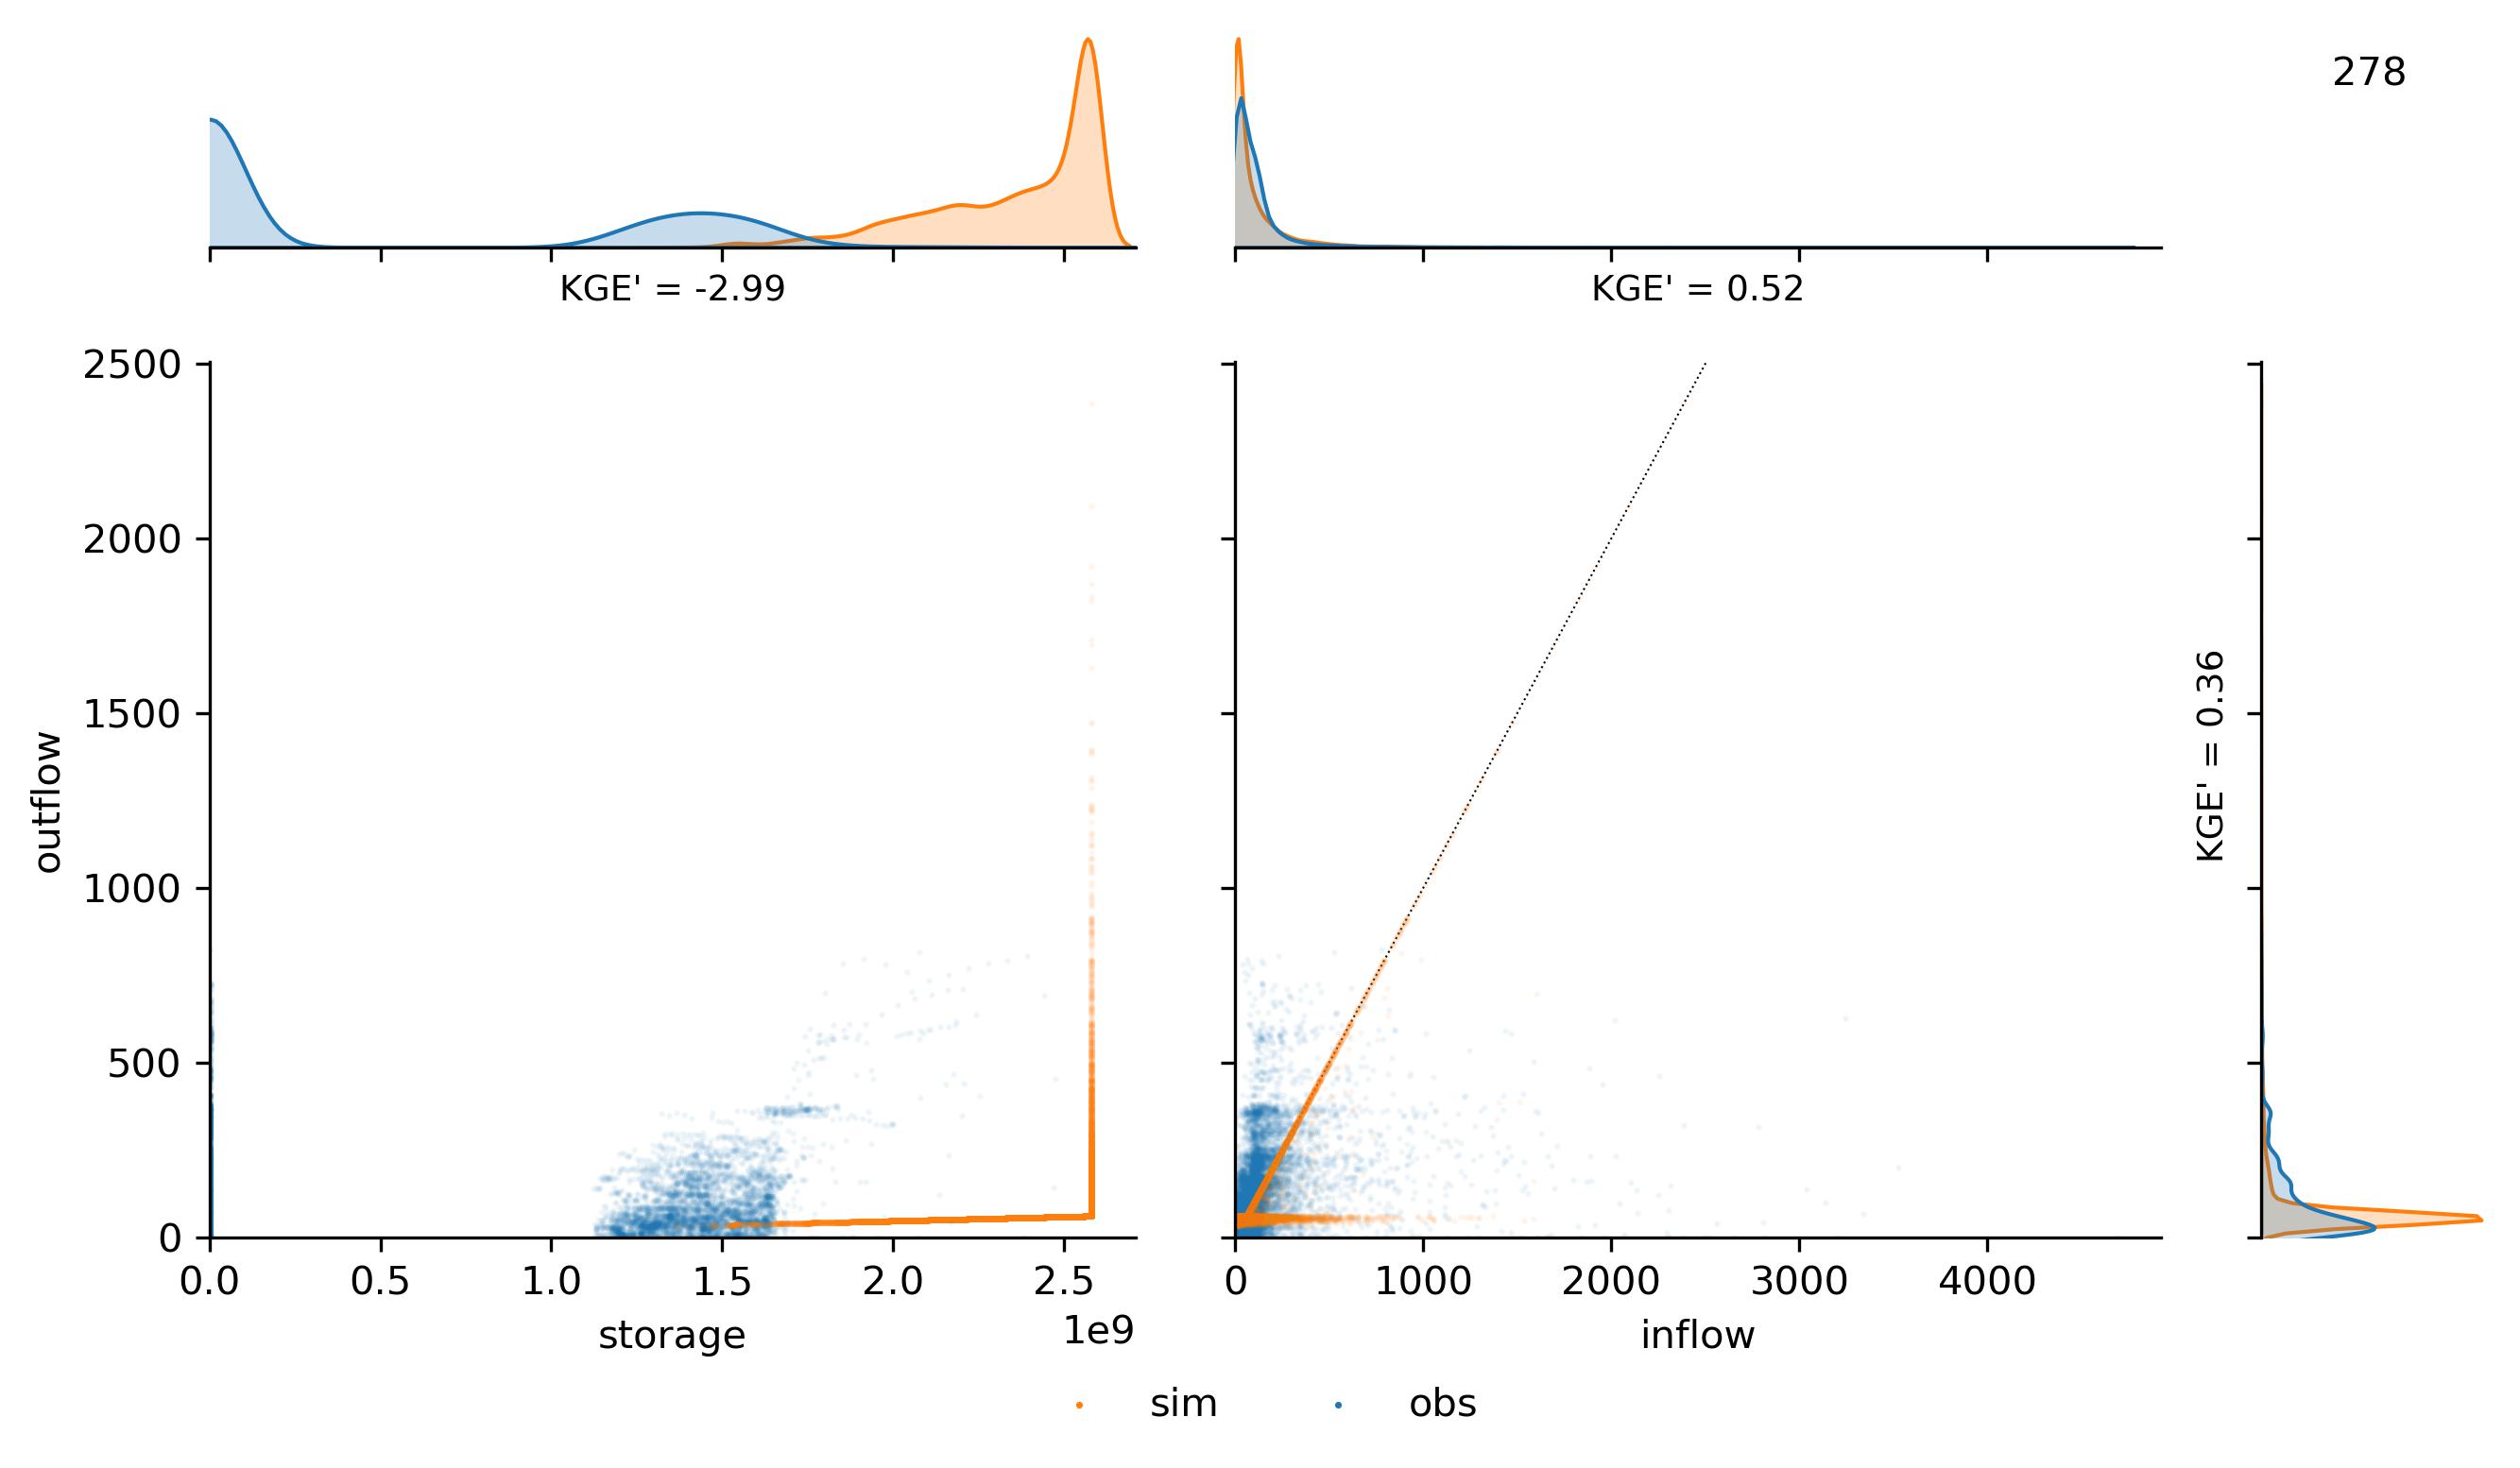 278
KGE' = -2.99
KGE' = 0.52
2500
2000
1500
1000
500
0
outflow
KGE' = 0.36
0.0 0.5 1.0 1.5 2.0 2.5
1e9
storage
0 1000 2000 3000 4000
inflow
sim obs